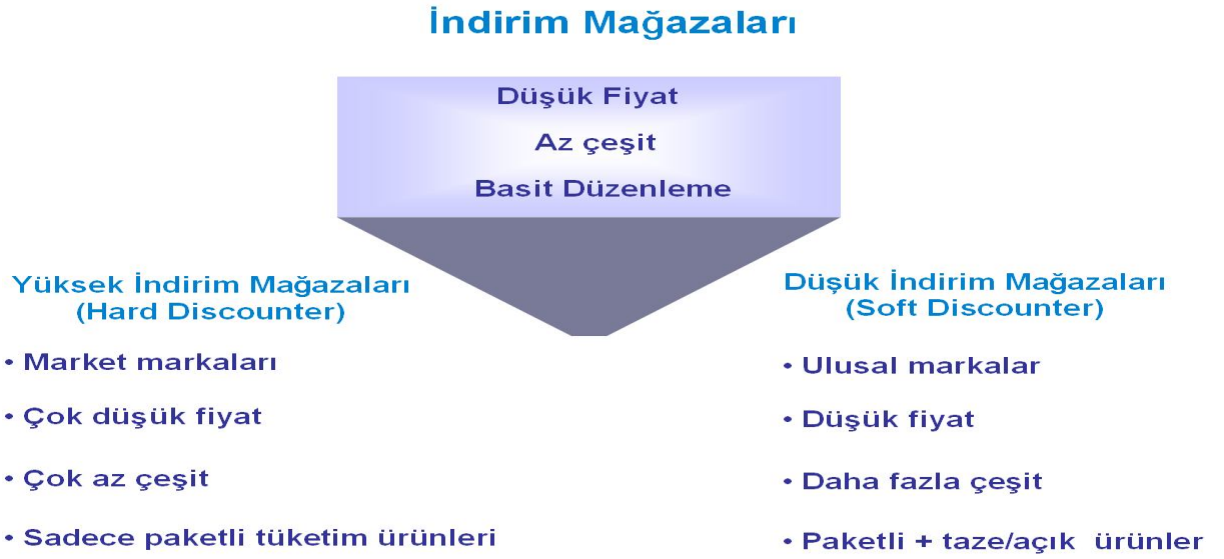 İndirim Mağazaları
Düşük Fiyat
Az çeşit
Basit Düzenleme
Yüksek İndirim Mağazaları
(Hard Discounter)
• Market markaları
• Çok düşük fiyat
• Çok az çeşit
• Sadece paketli tüketim ürünleri
Düşük İndirim Mağazaları
(Soft Discounter)
• Ulusal markalar
• Düşük fiyat
• Daha fazla çeşit
• Paketli + taze/açık ürünler